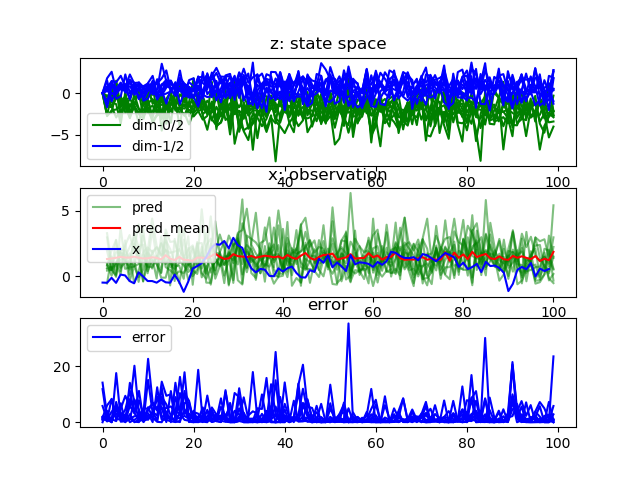 z: state space
0
−5
dim-0/2
dim-1/2
0 20 40 60 80 100
x: observation
5
0
pred
pred_mean
x
0 20 40 60 80 100
error
20
0
error
0 20 40 60 80 100